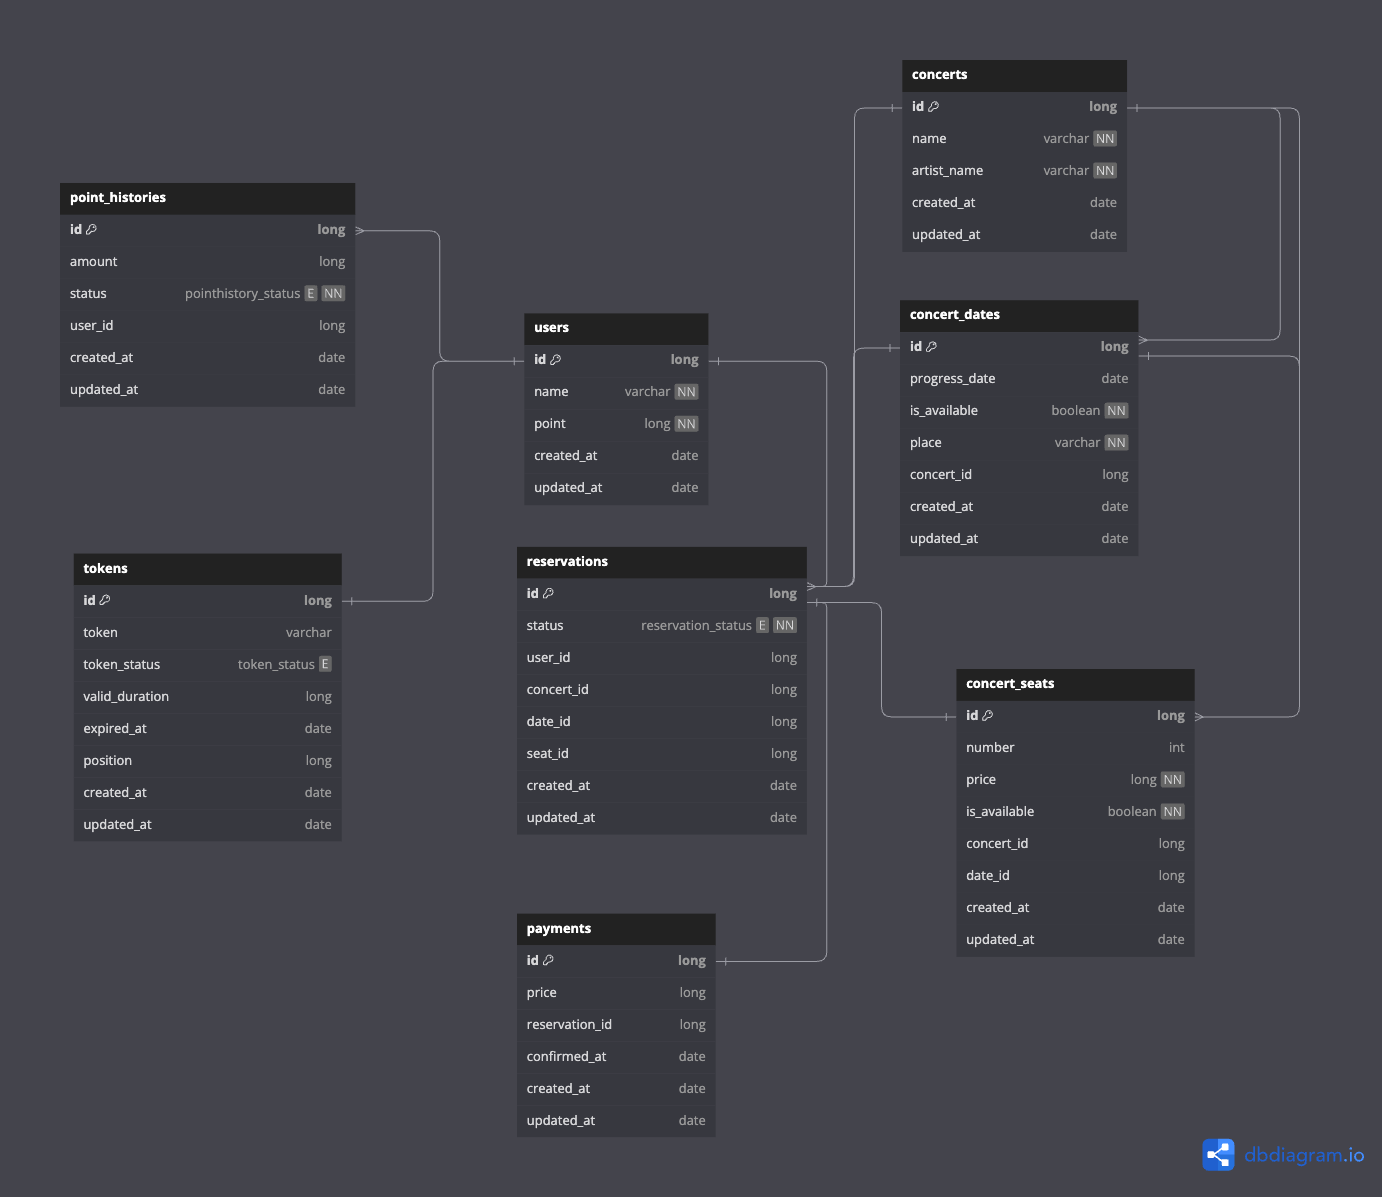 point_histories
id long
amount long
status pointhistory_status E NN
user_id long
created_at date
updated_at date
tokens
id long
token varchar
token_status token_status E
valid_duration long
expired_at date
position long
created_at date
updated_at date
users
id long
name varchar NN
point long NN
created_at date
updated_at date
reservations
id long
status reservation_status E NN
user_id long
concert_id long
date_id long
seat_id long
created_at date
updated_at date
payments
id long
price long
reservation_id long
confirmed_at date
created_at date
updated_at date
concerts
id long
name varchar NN
artist_name varchar NN
created_at date
updated_at date
concert_dates
id long
progress_date date
is_available boolean NN
place varchar NN
concert_id long
created_at date
updated_at date
concert_seats
id long
number int
price long NN
is_available boolean NN
concert_id long
date_id long
created_at date
updated_at date
dbdiagram.io